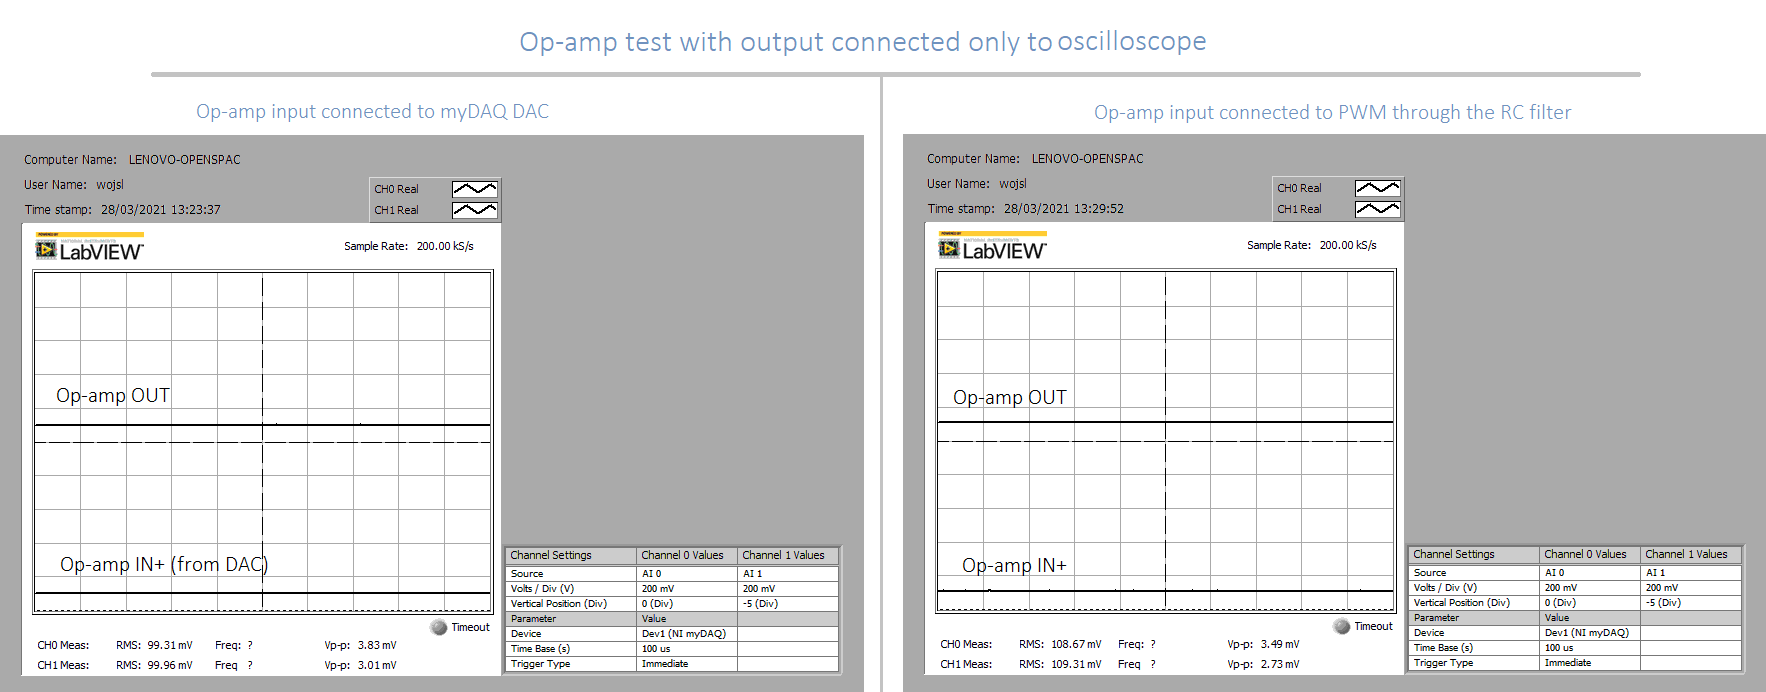 Op-amp test with output connected only to oscilloscope
Op-amp input connected to myDAQ DAC
Computer Name: LENOVO-OPENSPAC
User Name: wojsl
Time stamp: 28/03/2021 13:23:37
CH0 Real
CH1 Real
LabVIEW
Sample Rate: 200.00 kS/s
Op-amp OUT
Op-amp IN+ (from DAC)
Timeout
CH0 Meas: RMS: 99.31 mV Freq: ? Vp-p: 3.83 mV
CH1 Meas: RMS: 99.96 mV Freq ? Vp-p: 3.01 mV
Channel Settings Channel 0 Values Channel 1 Values
Source AI 0 AI 1
Volts / Div (V) 200 mV 200 mV
Vertical Position (Div) 0 (Div) -5 (Div)
Parameter Value
Device Dev1 (NI myDAQ)
Time Base (s) 100 us
Trigger Type Immediate
Op-amp input connected to PWM through the RC filter
Computer Name: LENOVO-OPENSPAC
User Name: wojsl
Time stamp: 28/03/2021 13:29:52
CH0 Real
CH1 Real
LabVIEW
Sample Rate: 200.00 kS/s
Op-amp OUT
Op-amp IN+
Timeout
CH0 Meas: RMS: 108.67 mV Freq: ? Vp-p: 3.49 mV
CH1 Meas: RMS: 109.31 mV Freq ? Vp-p: 2.73 mV
Channel Settings Channel 0 Values Channel 1 Values
Source AI 0 AI 1
Volts / Div (V) 200 mV 200 mV
Vertical Position (Div) 0 (Div) -5 (Div)
Parameter Value
Device Dev1 (NI myDAQ)
Time Base (s) 100 us
Trigger Type Immediate